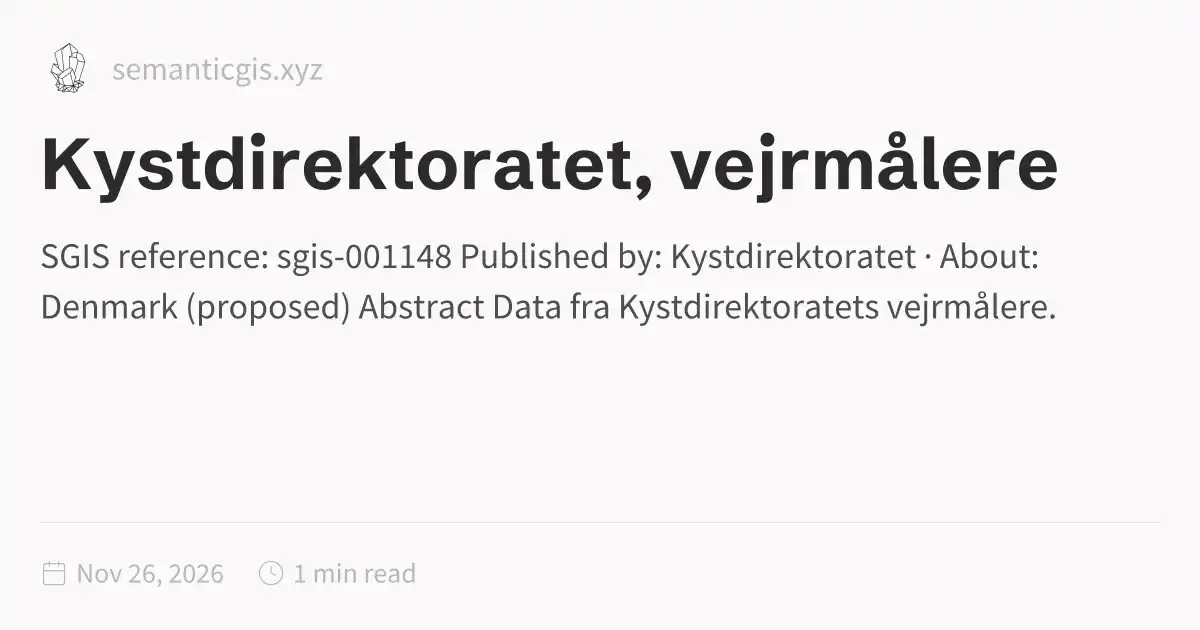 semanticgis.xyz
Kystdirektoratet, vejrmålere
SGIS reference: sgis-001148 Published by: Kystdirektoratet · About:
Denmark (proposed) Abstract Data fra Kystdirektoratets vejrmålere.
Nov 26, 2026 1 min read